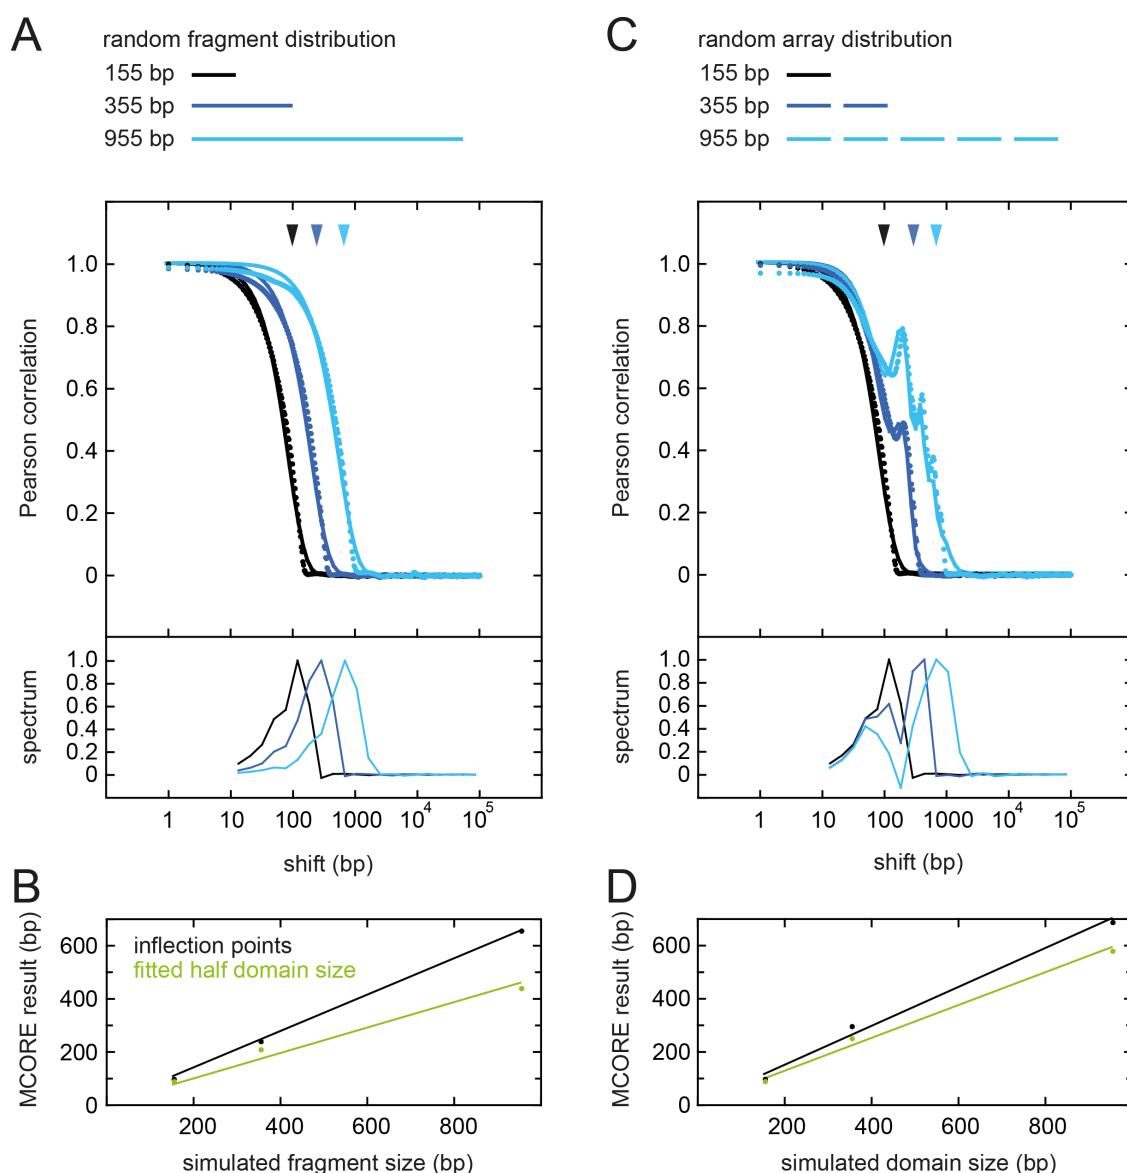 A
random fragment distribution
155 bp
355 bp
955 bp
1.0
0.8
0.6
0.4
0.2
0
Pearson correlation
1.0
0.8
0.6
0.4
0.2
0
spectrum
1 10 100 1000 10^4 10^5
shift (bp)
B
600
400
200
0
MCORE result (bp)
inflection points
fitted half domain size
200 400 600 800
simulated fragment size (bp)
C
random array distribution
155 bp
355 bp
955 bp
1.0
0.8
0.6
0.4
0.2
0
Pearson correlation
1.0
0.8
0.6
0.4
0.2
0
spectrum
1 10 100 1000 10^4 10^5
shift (bp)
D
600
400
200
0
MCORE result (bp)
200 400 600 800
simulated domain size (bp)